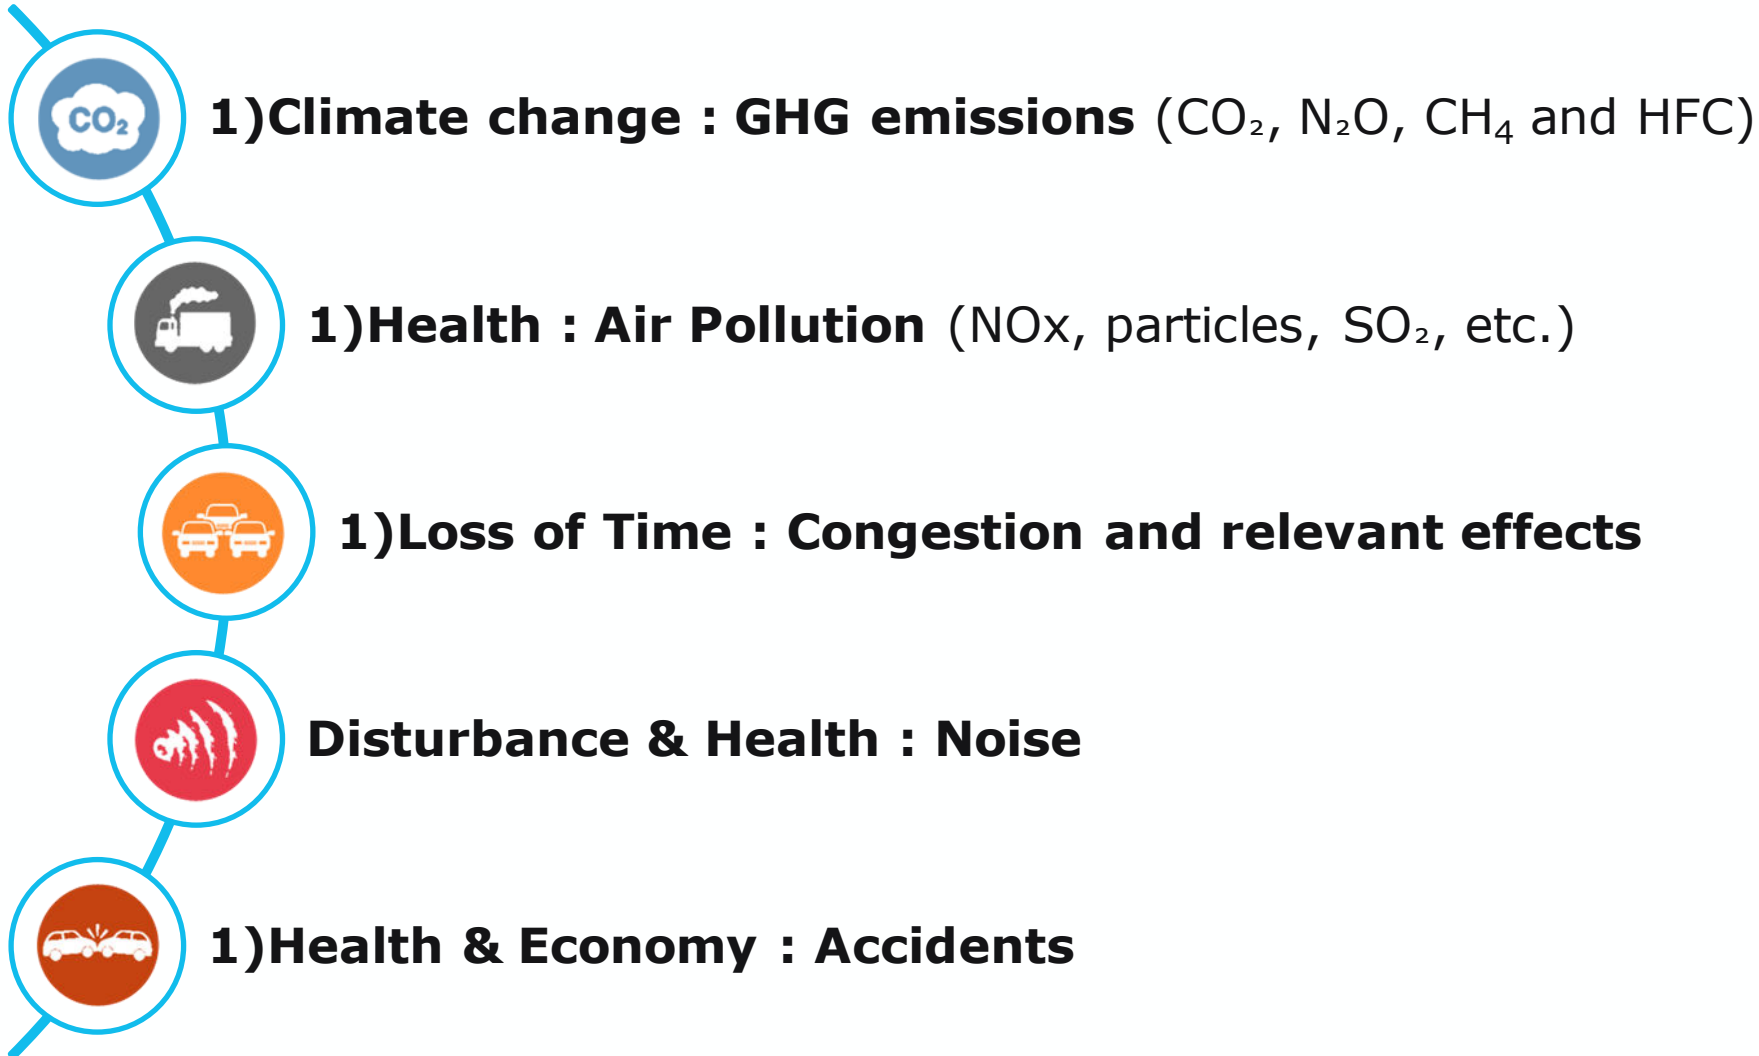 CO₂
1)Climate change : GHG emissions (CO₂, N₂O, CH₄ and HFC)
1)Health : Air Pollution (NOx, particles, SO₂, etc.)
1)Loss of Time : Congestion and relevant effects
Disturbance & Health : Noise
1)Health & Economy : Accidents